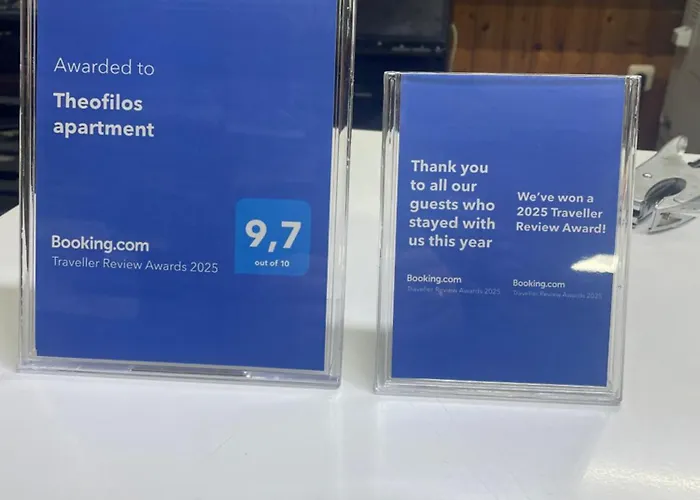 Awarded to
Theofilos
apartment
Booking.com
Traveller Review Awards 2025
9,7
out of 10
Thank you
to all our
guests who
stayed with
us this year
Booking.com
Traveller Review Awards 2025
We've won a
2025 Traveller
Review Award!
Booking.com
Traveller Review Awards 2025